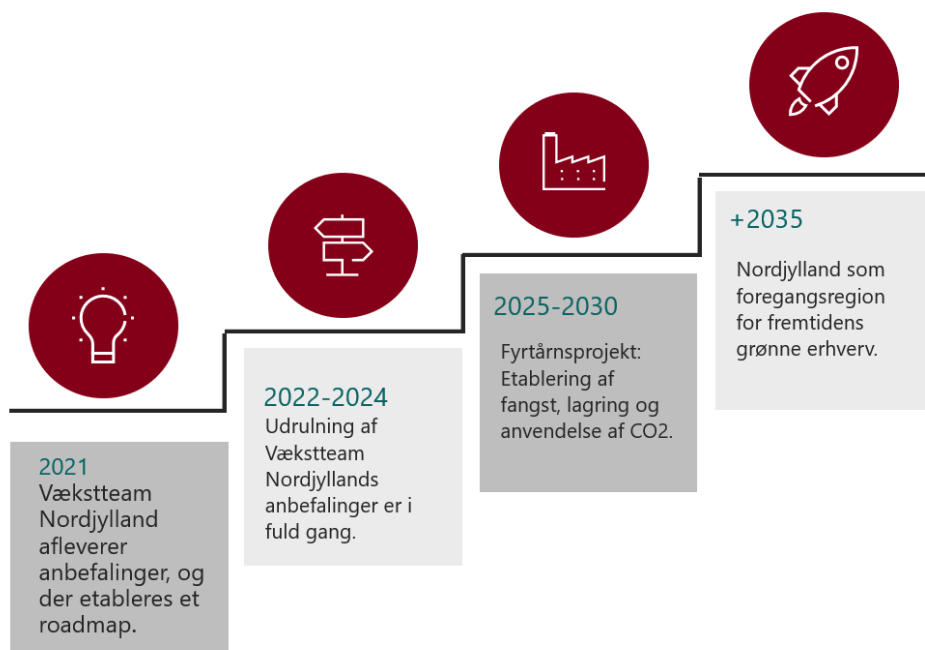 2021
Vækstteam
Nordjylland
afleverer
anbefalinger, og
der etableres et
roadmap.
2022-2024
Udrulning af
Vækstteam
Nordjyllands
anbefalinger er i
fuld gang.
2025-2030
Fyrtårnsprojekt:
Etablering af
fangst, lagring og
anvendelse af CO2.
+2035
Nordjylland som
foregangsregion
for fremtidens
grønne erhverv.